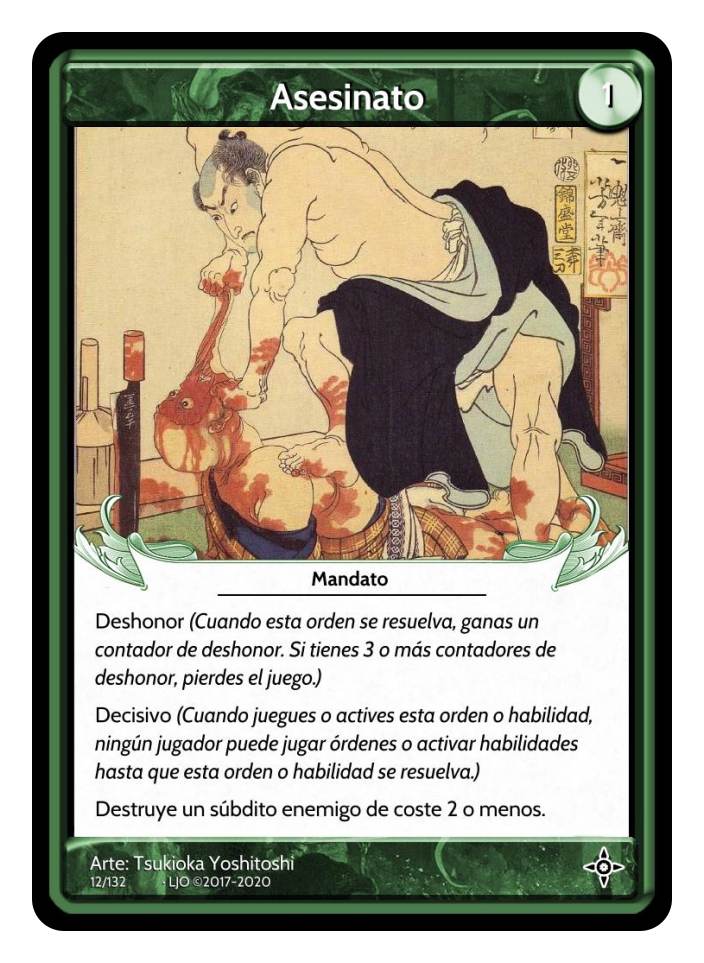 Asesinato
1
錦盛堂
Mandato
Deshonor (Cuando esta orden se resuelva, ganas un
contador de deshonor. Si tienes 3 o más contadores de
deshonor, pierdes el juego.)
Decisivo (Cuando juegues o actives esta orden o habilidad,
ningún jugador puede jugar órdenes o activar habilidades
hasta que esta orden o habilidad se resuelva.)
Destruye un súbdito enemigo de coste 2 o menos.
Arte: Tsukioka Yoshitoshi
12/132 · LJO ©2017-2020